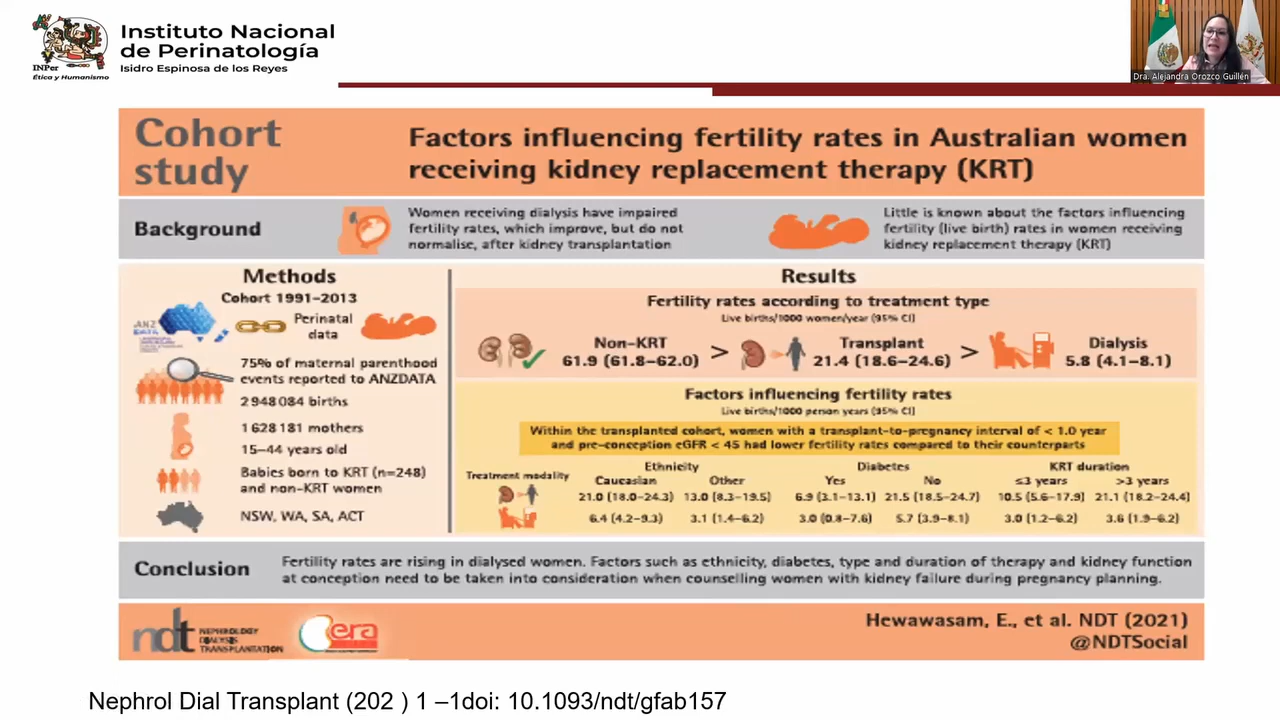 Instituto Nacional
de Perinatología
Isidro Espinosa de los Reyes
INPer
Ética y Humanismo
Dra. Alejandra Orozco Guillén
Cohort
study
Factors influencing fertility rates in Australian women
receiving kidney replacement therapy (KRT)
Background
Women receiving dialysis have impaired
fertility rates, which improve, but do not
normalise, after kidney transplantation
Little is known about the factors influencing
fertility (live birth) rates in women receiving
kidney replacement therapy (KRT)
Methods
Cohort 1991–2013
ANZ
DATA
Perinatal
data
75% of maternal parenthood
events reported to ANZDATA
2 948 084 births
1 628 181 mothers
15–44 years old
Babies born to KRT (n=248)
and non-KRT women
NSW, WA, SA, ACT
Results
Fertility rates according to treatment type
Live births/1000 women/year (95% CI)
Non-KRT
61.9 (61.8–62.0)
>
Transplant
21.4 (18.6–24.6)
>
Dialysis
5.8 (4.1–8.1)
Factors influencing fertility rates
Live births/1000 person years (95% CI)
Within the transplanted cohort, women with a transplant-to-pregnancy interval of < 1.0 year
and pre-conception eGFR < 45 had lower fertility rates compared to their counterparts
Treatment modality
Ethnicity
Diabetes
KRT duration
Caucasian Other Yes No ≤3 years >3 years
21.0 (18.0–24.3) 13.0 (8.3–19.5) 6.9 (3.1–13.1) 21.5 (18.5–24.7) 10.5 (5.6–17.9) 21.1 (18.2–24.4)
6.4 (4.2–9.3) 3.1 (1.4–6.2) 3.0 (0.8–7.6) 5.7 (3.9–8.1) 3.0 (1.2–6.2) 3.6 (1.9–6.2)
Conclusion
Fertility rates are rising in dialysed women. Factors such as ethnicity, diabetes, type and duration of therapy and kidney function
at conception need to be taken into consideration when counselling women with kidney failure during pregnancy planning.
ndt
NEPHROLOGY
DIALYSIS
TRANSPLANTATION
era
Hewawasam, E., et al. NDT (2021)
@NDTSocial
Nephrol Dial Transplant (202 ) 1 –1doi: 10.1093/ndt/gfab157